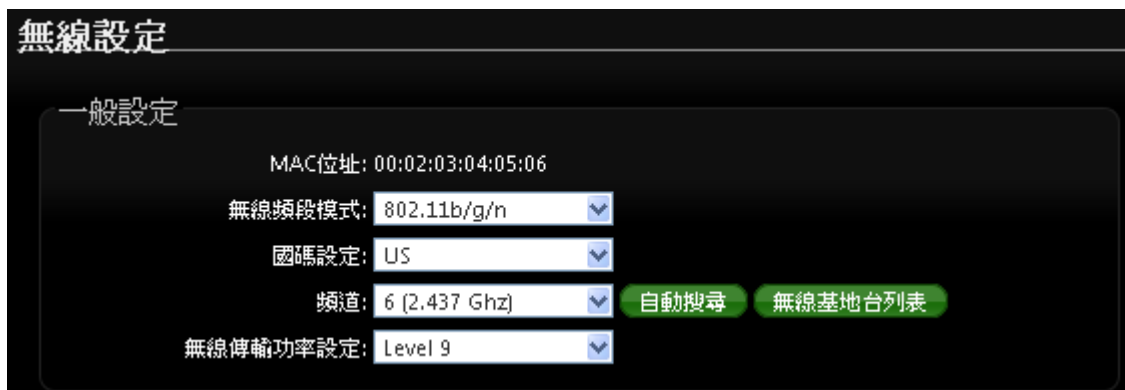 無線設定
一般設定
MAC位址: 00:02:03:04:05:06
無線頻段模式: 802.11b/g/n
國碼設定: US
頻道: 6 (2.437 Ghz) 自動搜尋 無線基地台列表
無線傳輸功率設定: Level 9